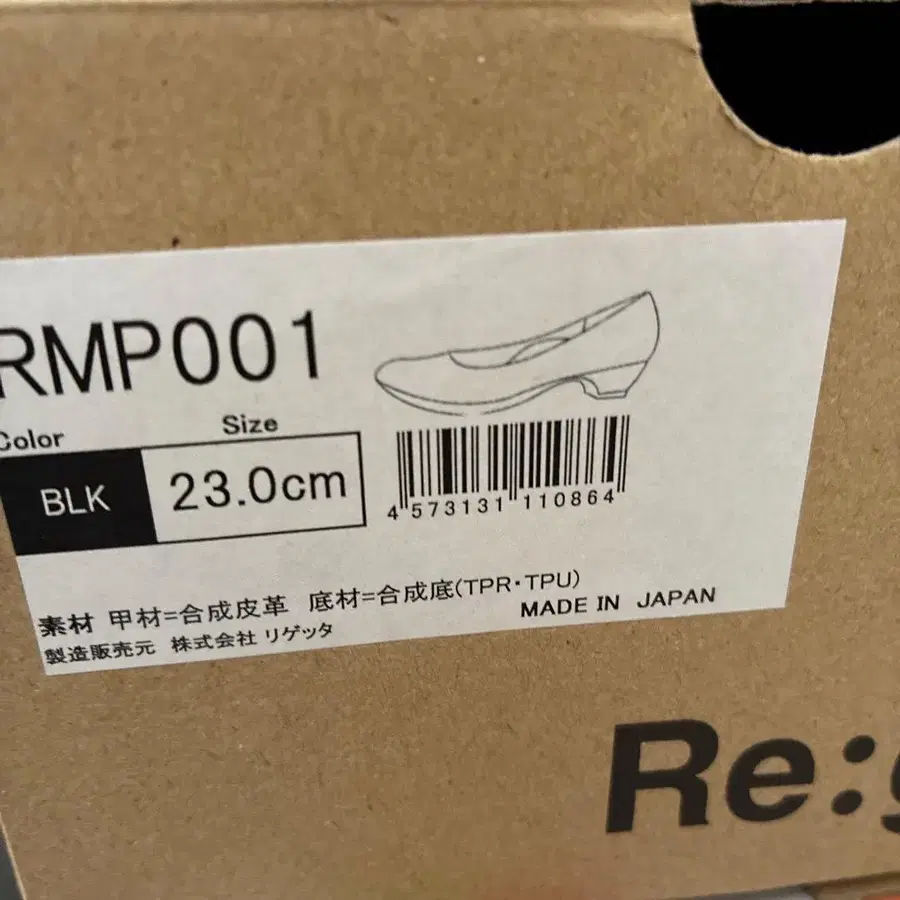 RMP001
Color Size
BLK 23.0cm
4 573131 110864
素材 甲材=合成皮革 底材=合成底(TPR・TPU)
MADE IN JAPAN
製造販売元 株式会社 リゲッタ
Re:g